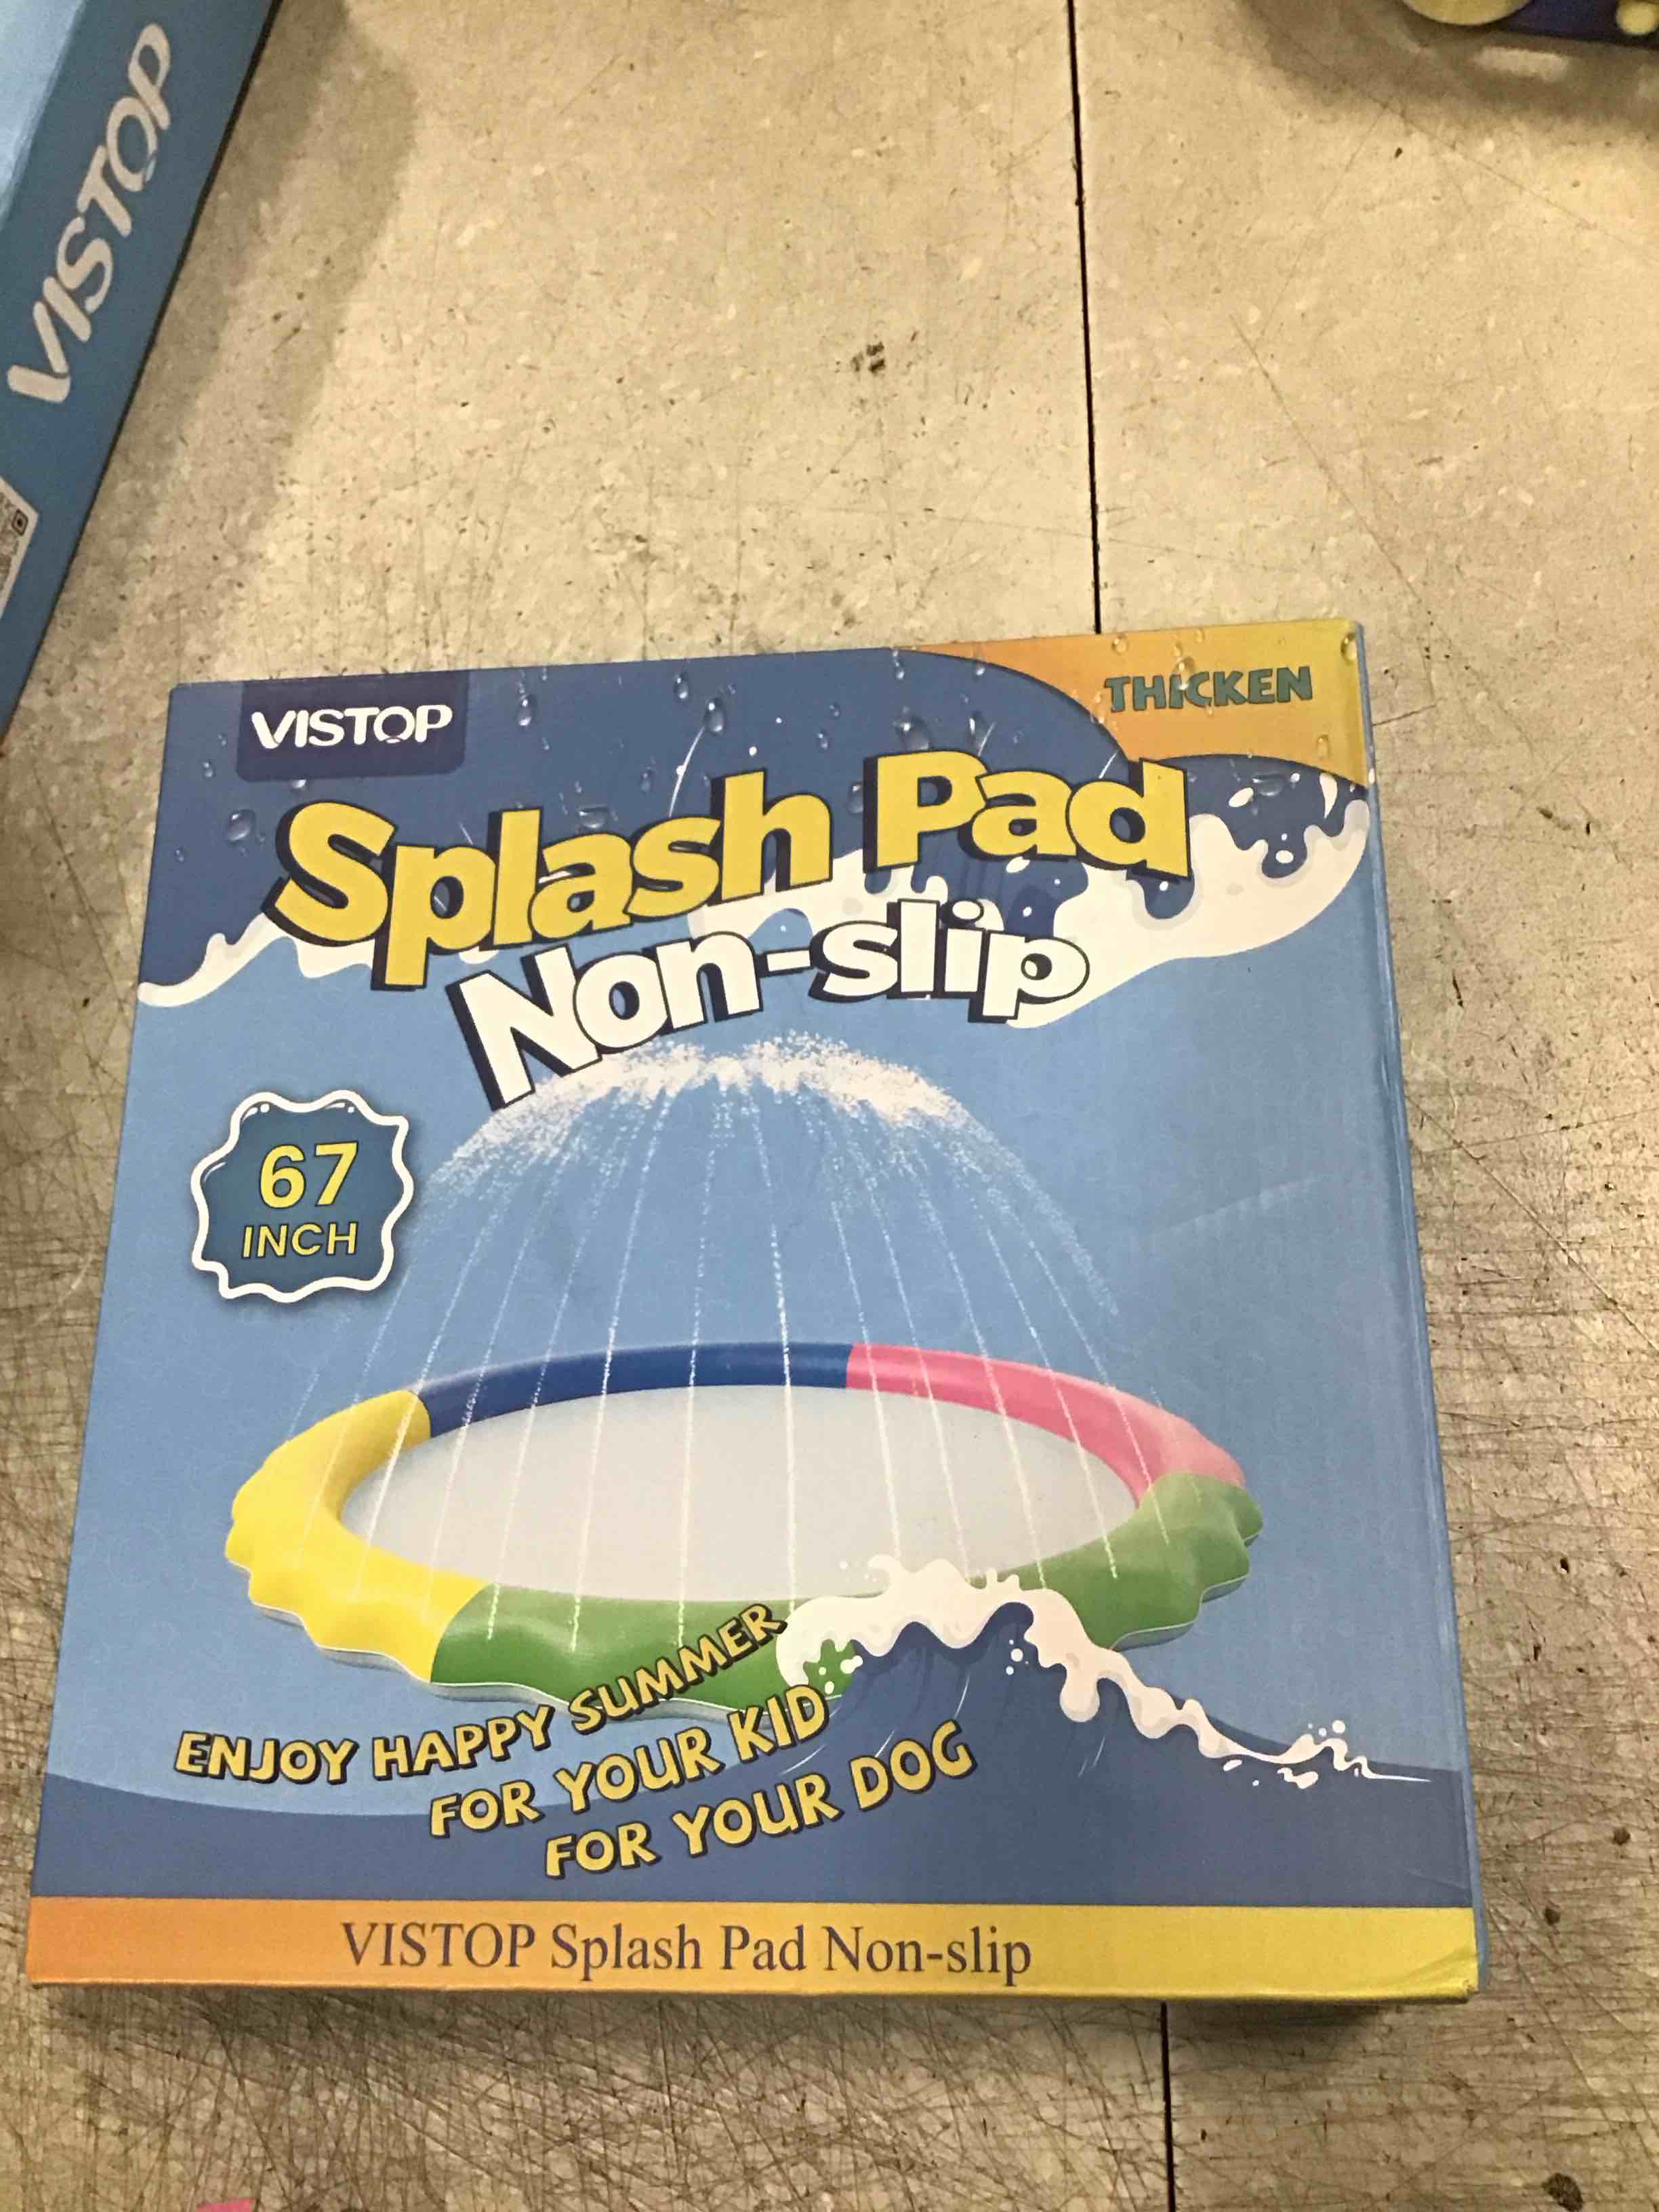 VISTOP
VISTOP
THICKEN
Splash Pad
Non-slip
67
INCH
ENJOY HAPPY SUMMER
FOR YOUR KID
FOR YOUR DOG
VISTOP Splash Pad Non-slip